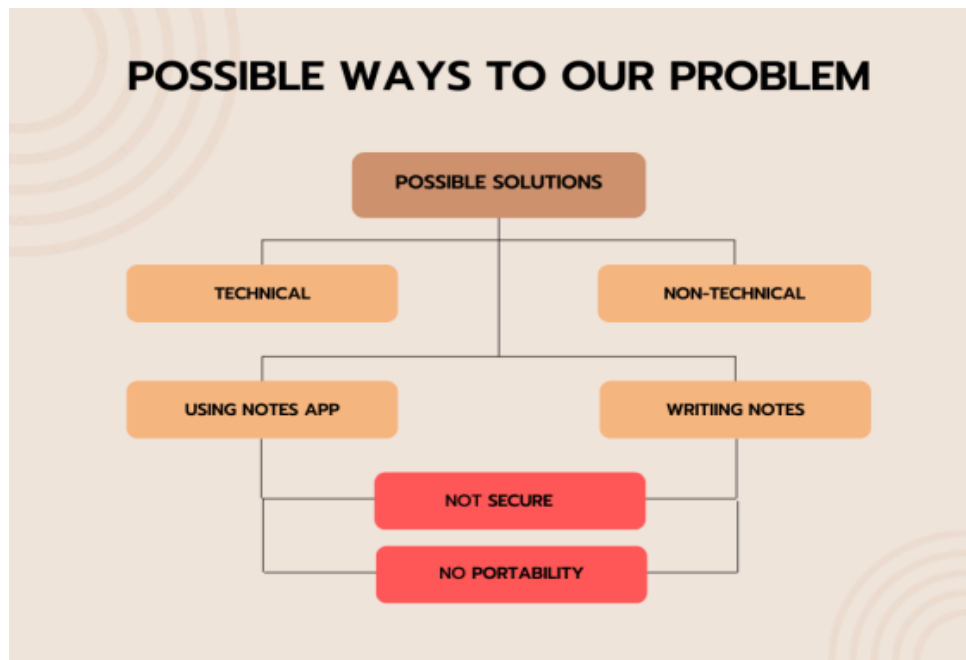 POSSIBLE WAYS TO OUR PROBLEM
POSSIBLE SOLUTIONS
TECHNICAL
NON-TECHNICAL
USING NOTES APP
WRITIING NOTES
NOT SECURE
NO PORTABILITY